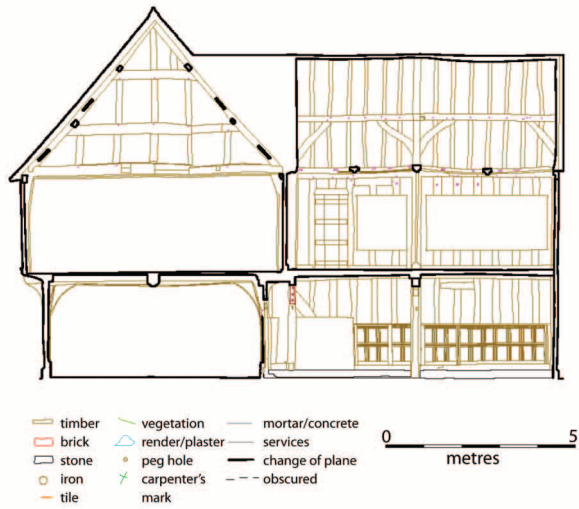 timber
brick
stone
iron
tile
vegetation
render/plaster
peg hole
carpenter's
mark
mortar/concrete
services
change of plane
obscured
0 5
metres